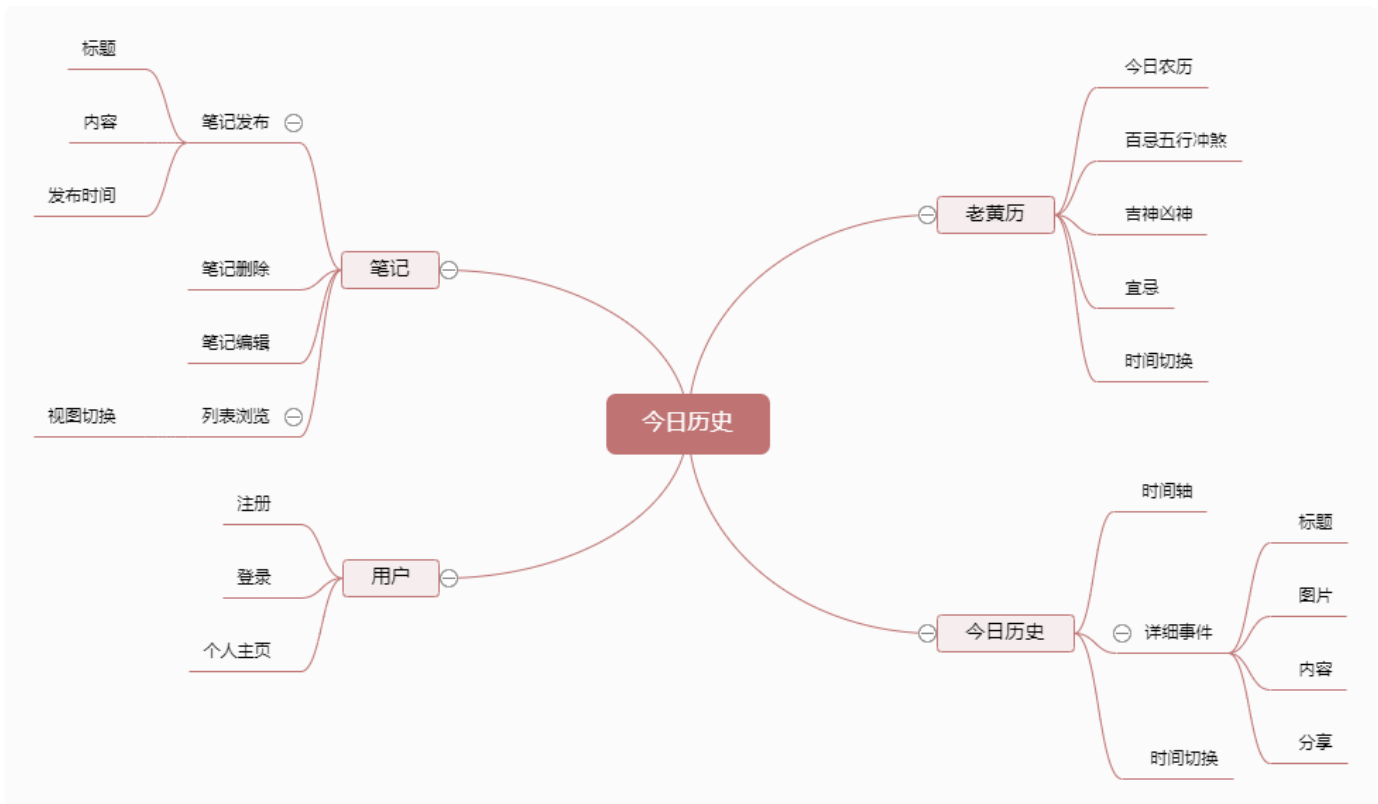 今日历史
老黄历
今日农历
百忌五行冲煞
吉神凶神
宜忌
时间切换
今日历史
时间轴
详细事件
标题
图片
内容
分享
时间切换
笔记
笔记发布
标题
内容
发布时间
笔记删除
笔记编辑
列表浏览
视图切换
用户
注册
登录
个人主页